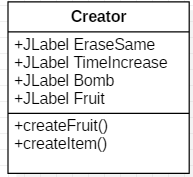 Creator
+JLabel EraseSame
+JLabel TimeIncrease
+JLabel Bomb
+JLabel Fruit
+createFruit()
+createItem()